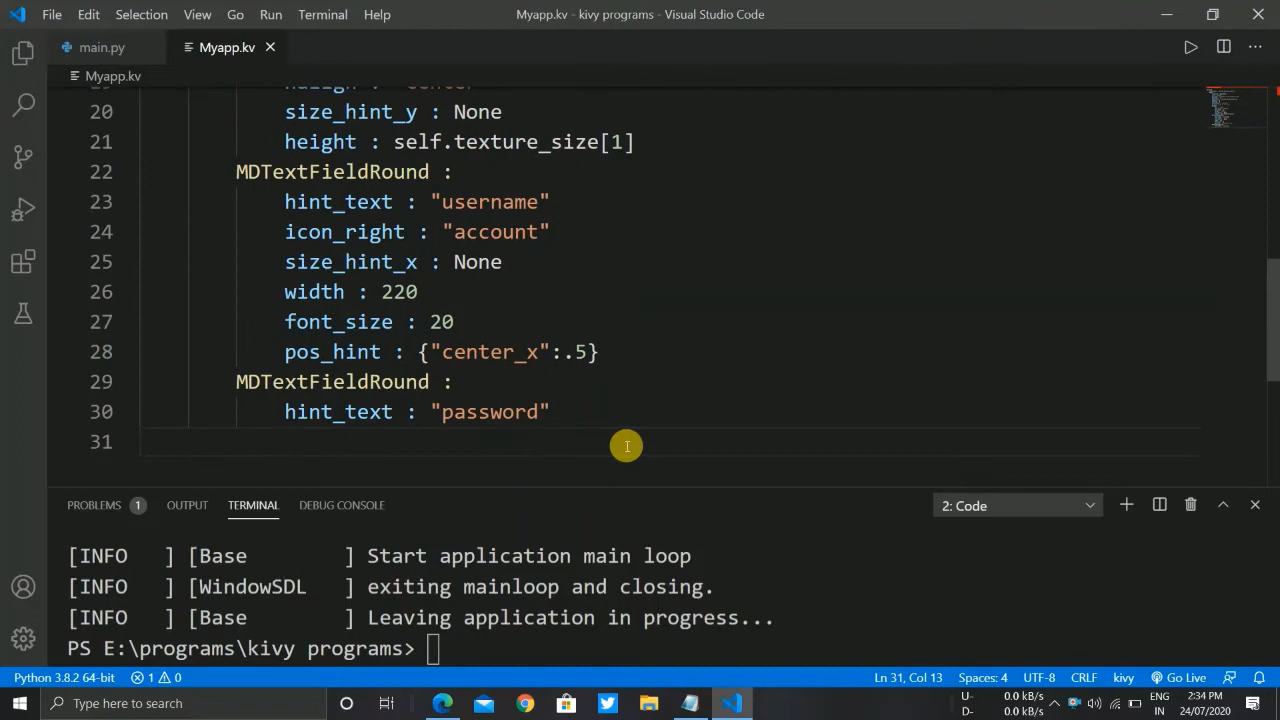 File Edit Selection View Go Run Terminal Help Myapp.kv - kivy programs - Visual Studio Code
main.py Myapp.kv
Myapp.kv
20 size_hint_y : None
21 height : self.texture_size[1]
22 MDTextFieldRound :
23 hint_text : "username"
24 icon_right : "account"
25 size_hint_x : None
26 width : 220
27 font_size : 20
28 pos_hint : {"center_x":.5}
29 MDTextFieldRound :
30 hint_text : "password"
31
PROBLEMS 1 OUTPUT TERMINAL DEBUG CONSOLE 2: Code
[INFO ] [Base ] Start application main loop
[INFO ] [WindowSDL ] exiting mainloop and closing.
[INFO ] [Base ] Leaving application in progress...
PS E:\programs\kivy programs>
Python 3.8.2 64-bit 1 0 Ln 31, Col 13 Spaces: 4 UTF-8 CRLF kivy Go Live
Type here to search U- 0.0 kB/s ENG 2:34 PM
D- 0.0 kB/s IN 24/07/2020